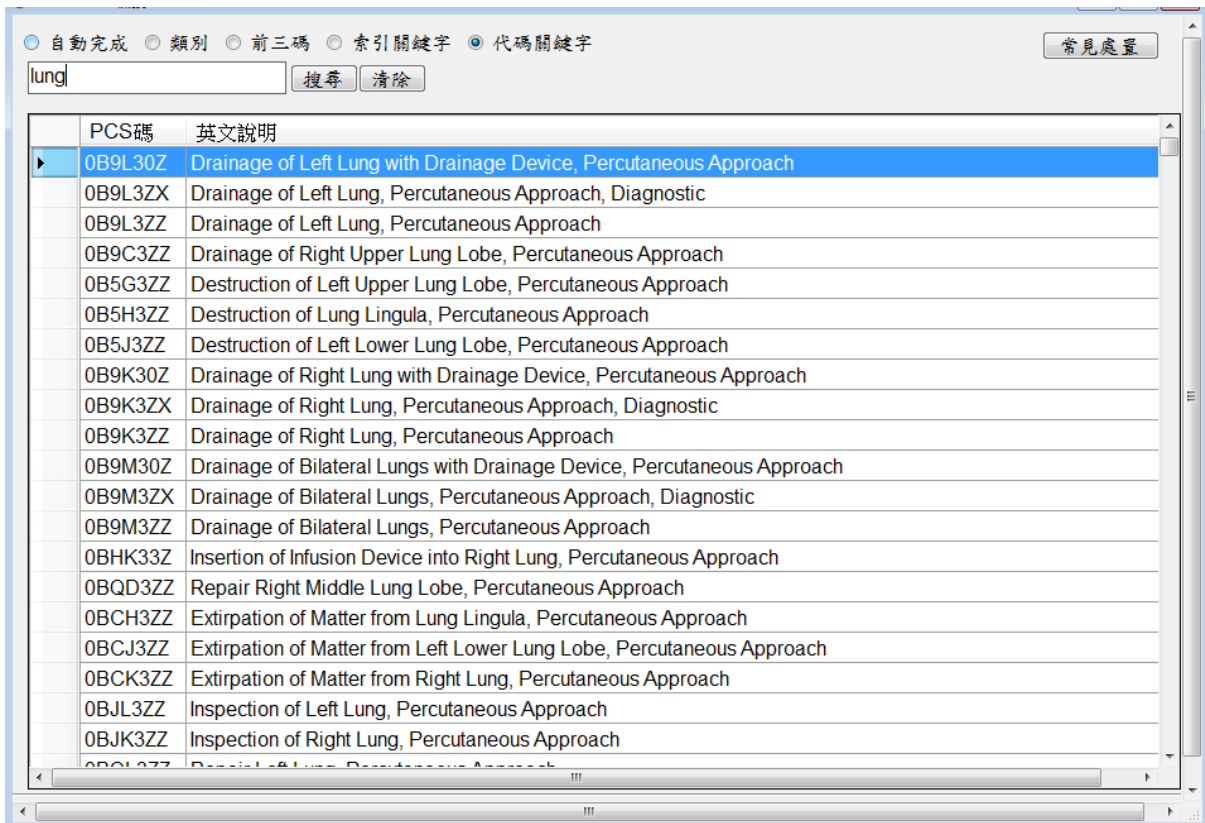 自動完成 類別 前三碼 索引關鍵字 代碼關鍵字 常見處置
lung 搜尋 清除
PCS碼 英文說明
0B9L30Z Drainage of Left Lung with Drainage Device, Percutaneous Approach
0B9L3ZX Drainage of Left Lung, Percutaneous Approach, Diagnostic
0B9L3ZZ Drainage of Left Lung, Percutaneous Approach
0B9C3ZZ Drainage of Right Upper Lung Lobe, Percutaneous Approach
0B5G3ZZ Destruction of Left Upper Lung Lobe, Percutaneous Approach
0B5H3ZZ Destruction of Lung Lingula, Percutaneous Approach
0B5J3ZZ Destruction of Left Lower Lung Lobe, Percutaneous Approach
0B9K30Z Drainage of Right Lung with Drainage Device, Percutaneous Approach
0B9K3ZX Drainage of Right Lung, Percutaneous Approach, Diagnostic
0B9K3ZZ Drainage of Right Lung, Percutaneous Approach
0B9M30Z Drainage of Bilateral Lungs with Drainage Device, Percutaneous Approach
0B9M3ZX Drainage of Bilateral Lungs, Percutaneous Approach, Diagnostic
0B9M3ZZ Drainage of Bilateral Lungs, Percutaneous Approach
0BHK33Z Insertion of Infusion Device into Right Lung, Percutaneous Approach
0BQD3ZZ Repair Right Middle Lung Lobe, Percutaneous Approach
0BCH3ZZ Extirpation of Matter from Lung Lingula, Percutaneous Approach
0BCJ3ZZ Extirpation of Matter from Left Lower Lung Lobe, Percutaneous Approach
0BCK3ZZ Extirpation of Matter from Right Lung, Percutaneous Approach
0BJL3ZZ Inspection of Left Lung, Percutaneous Approach
0BJK3ZZ Inspection of Right Lung, Percutaneous Approach